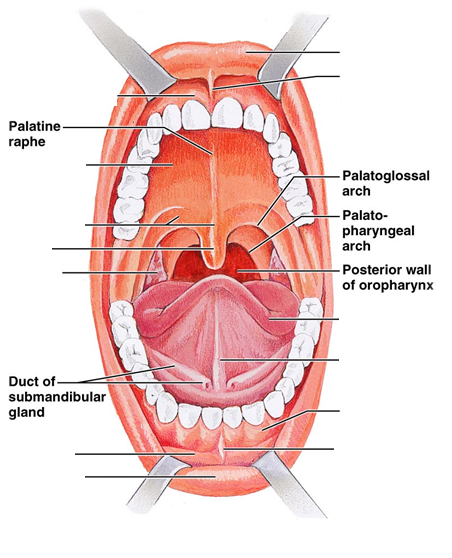 Palatine
raphe
Palatoglossal
arch
Palato-
pharyngeal
arch
Posterior wall
of oropharynx
Duct of
submandibular
gland